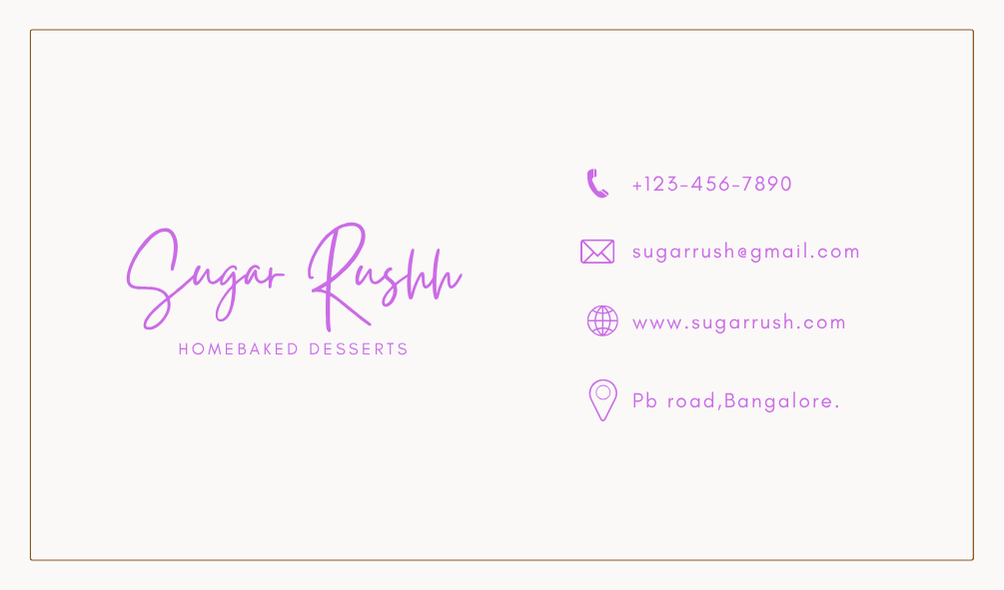 Sugar Rushh
HOMEBAKED DESSERTS
+123-456-7890
sugarrush@gmail.com
www.sugarrush.com
Pb road,Bangalore.